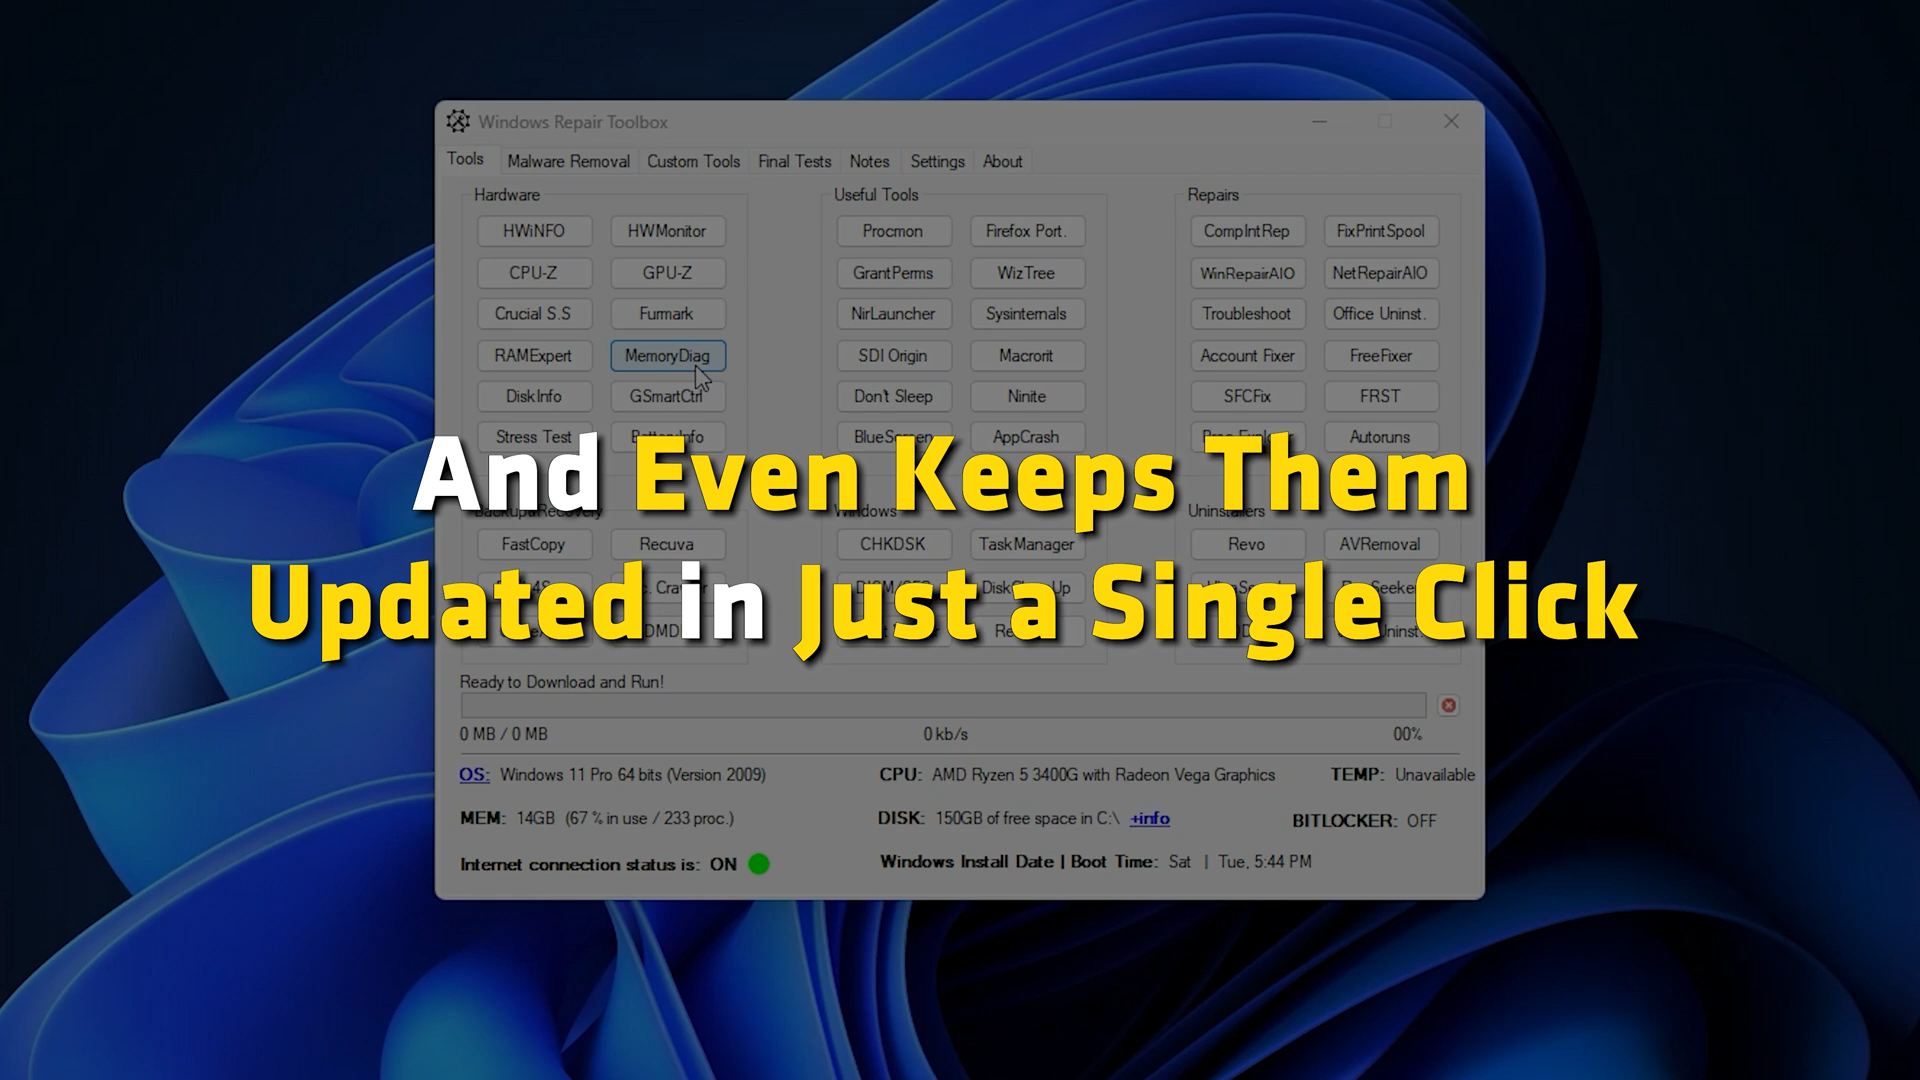 Windows Repair Toolbox
Tools Malware Removal Custom Tools Final Tests Notes Settings About
Hardware Useful Tools Repairs
HWiNFO HWMonitor Procmon Firefox Port. CompIntRep FixPrintSpool
CPU-Z GPU-Z GrantPerms WizTree WinRepairAIO NetRepairAIO
Crucial S.S Furmark NirLauncher Sysinternals Troubleshoot Office Uninst.
RAMExpert MemoryDiag SDI Origin Macrorit Account Fixer FreeFixer
DiskInfo GSmartCtrl Don't Sleep Ninite SFCFix FRST
Stress Test BatteryInfo BlueScreen AppCrash Autoruns
And Even Keeps Them
Backup&Recovery Windows Uninstallers
FastCopy Recuva CHKDSK TaskManager Revo AVRemoval
Updated in Just a Single Click
Ready to Download and Run!
0 MB / 0 MB 0 kb/s 00%
OS: Windows 11 Pro 64 bits (Version 2009) CPU: AMD Ryzen 5 3400G with Radeon Vega Graphics TEMP: Unavailable
MEM: 14GB (67 % in use / 233 proc.) DISK: 150GB of free space in C:\ +info BITLOCKER: OFF
Internet connection status is: ON Windows Install Date | Boot Time: Sat | Tue, 5:44 PM